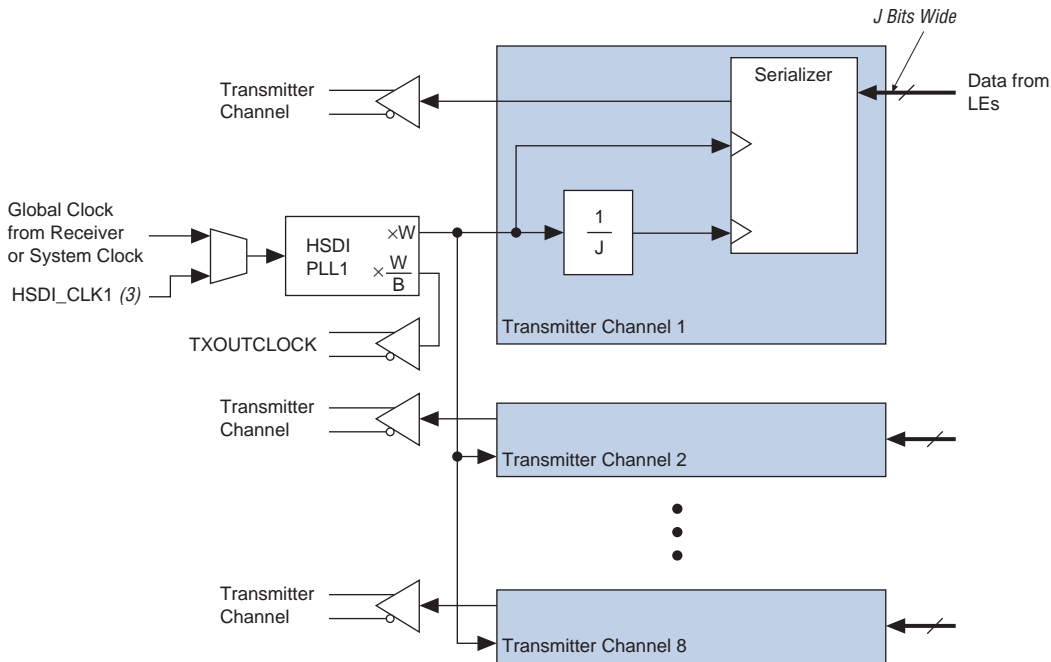 J Bits Wide
Serializer
Data from
LEs
Transmitter
Channel
Global Clock
from Receiver
or System Clock
HSDI_CLK1 (3)
HSDI
PLL1
×W
×W/B
1
J
Transmitter Channel 1
TXOUTCLOCK
Transmitter
Channel
Transmitter Channel 2
Transmitter
Channel
Transmitter Channel 8